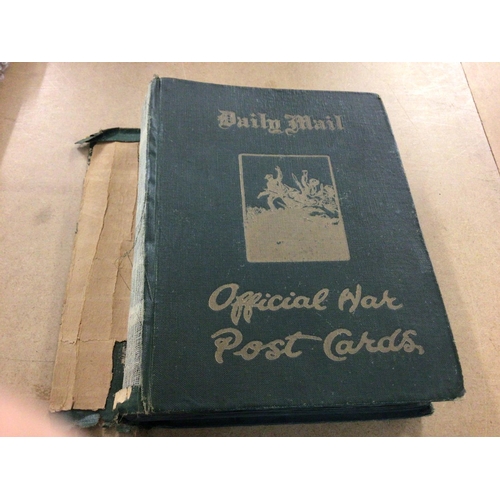 Daily Mail
Official War
Post Cards.